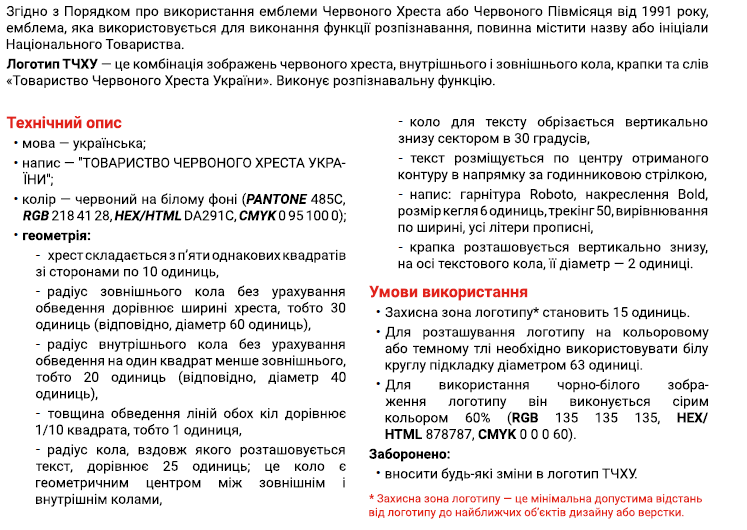 Згідно з Порядком про використання емблеми Червоного Хреста або Червоного Півмісяця від 1991 року,
емблема, яка використовується для виконання функції розпізнавання, повинна містити назву або ініціали
Національного Товариства.
Логотип ТЧХУ — це комбінація зображень червоного хреста, внутрішнього і зовнішнього кола, крапки та слів
«Товариство Червоного Хреста України». Виконує розпізнавальну функцію.
Технічний опис
• мова — українська;
• напис — "ТОВАРИСТВО ЧЕРВОНОГО ХРЕСТА УКРА-
ЇНИ";
• колір — червоний на білому фоні (PANTONE 485C,
RGB 218 41 28, HEX/HTML DA291C, CMYK 0 95 100 0);
• геометрія:
- хрест складається з п’яти однакових квадратів
зі сторонами по 10 одиниць,
- радіус зовнішнього кола без урахування
обведення дорівнює ширині хреста, тобто 30
одиниць (відповідно, діаметр 60 одиниць),
- радіус внутрішнього кола без урахування
обведення на один квадрат менше зовнішнього,
тобто 20 одиниць (відповідно, діаметр 40
одиниць),
- товщина обведення ліній обох кіл дорівнює
1/10 квадрата, тобто 1 одиниця,
- радіус кола, вздовж якого розташовується
текст, дорівнює 25 одиниць; це коло є
геометричним центром між зовнішнім і
внутрішнім колами,
- коло для тексту обрізається вертикально
знизу сектором в 30 градусів,
- текст розміщується по центру отриманого
контуру в напрямку за годинниковою стрілкою,
- напис: гарнітура Roboto, накреслення Bold,
розмір кегля 6 одиниць, трекінг 50, вирівнювання
по ширині, усі літери прописні,
- крапка розташовується вертикально знизу,
на осі текстового кола, її діаметр — 2 одиниці.
Умови використання
• Захисна зона логотипу* становить 15 одиниць.
• Для розташування логотипу на кольоровому
або темному тлі необхідно використовувати білу
круглу підкладку діаметром 63 одиниці.
• Для використання чорно-білого зобра-
ження логотипу він виконується сірим
кольором 60% (RGB 135 135 135, HEX/
HTML 878787, CMYK 0 0 0 60).
Заборонено:
• вносити будь-які зміни в логотип ТЧХУ.
* Захисна зона логотипу — це мінімальна допустима відстань
від логотипу до найближчих об’єктів дизайну або верстки.